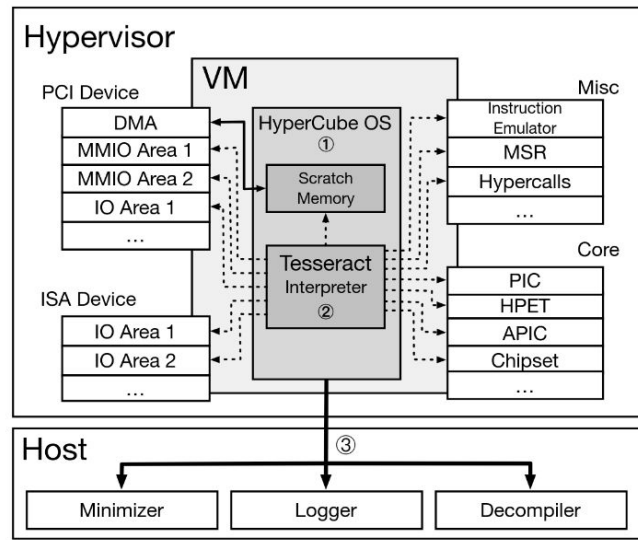 Hypervisor
VM
PCI Device
DMA
MMIO Area 1
MMIO Area 2
IO Area 1
...
ISA Device
IO Area 1
IO Area 2
...
HyperCube OS
①
Scratch
Memory
Tesseract
Interpreter
②
Misc
Instruction
Emulator
MSR
Hypercalls
...
Core
PIC
HPET
APIC
Chipset
...
Host
③
Minimizer
Logger
Decompiler